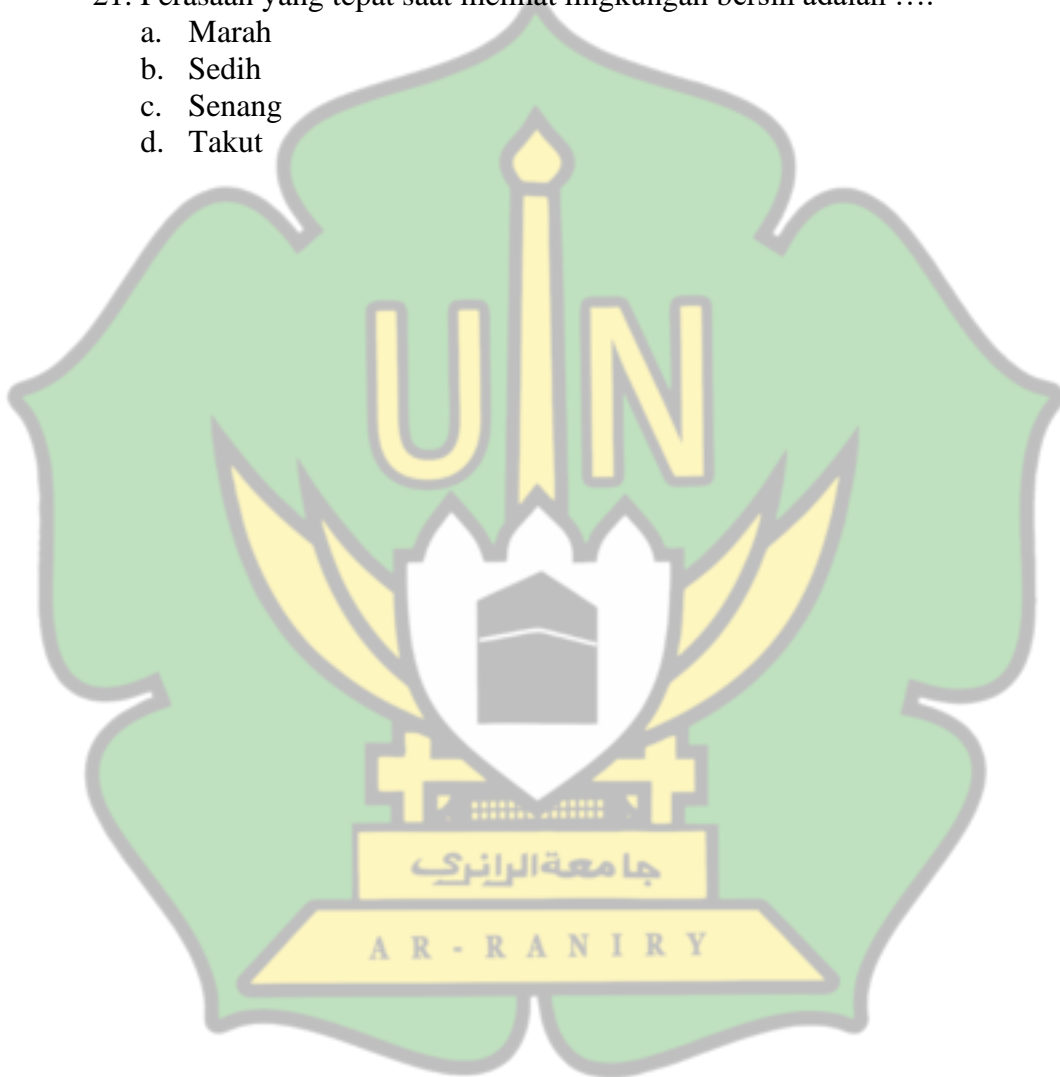 21. Perasaan yang tepat saat melihat lingkungan bersih adalah ….
a. Marah
b. Sedih
c. Senang
d. Takut
UIN
جامعة الرانري
AR-RANIRY